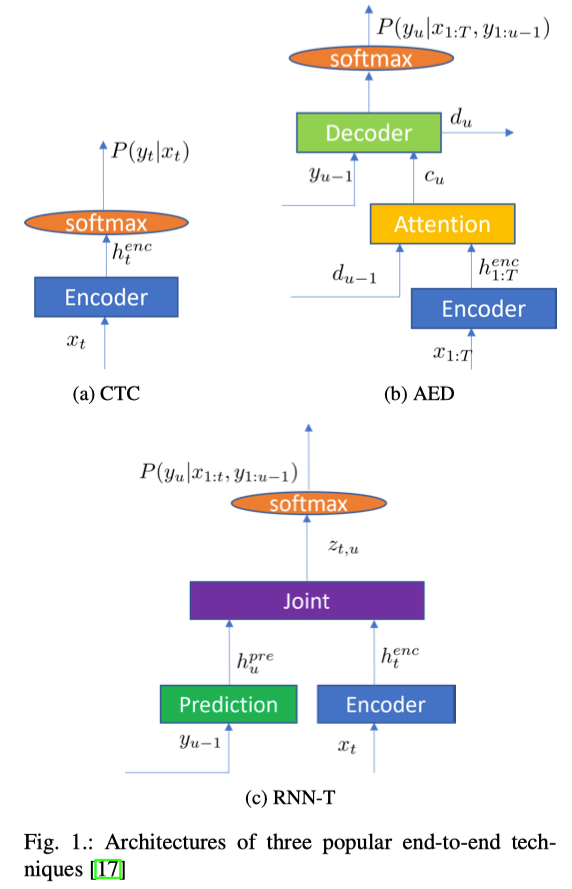 P(y_t|x_t)
softmax
h_t^{enc}
Encoder
x_t
(a) CTC
P(y_u|x_{1:T}, y_{1:u-1})
softmax
Decoder
d_u
y_{u-1}
c_u
Attention
d_{u-1}
h_{1:T}^{enc}
Encoder
x_{1:T}
(b) AED
P(y_u|x_{1:t}, y_{1:u-1})
softmax
z_{t,u}
Joint
h_u^{pre}
h_t^{enc}
Prediction
Encoder
y_{u-1}
x_t
(c) RNN-T
Fig. 1.: Architectures of three popular end-to-end tech-
niques [17]